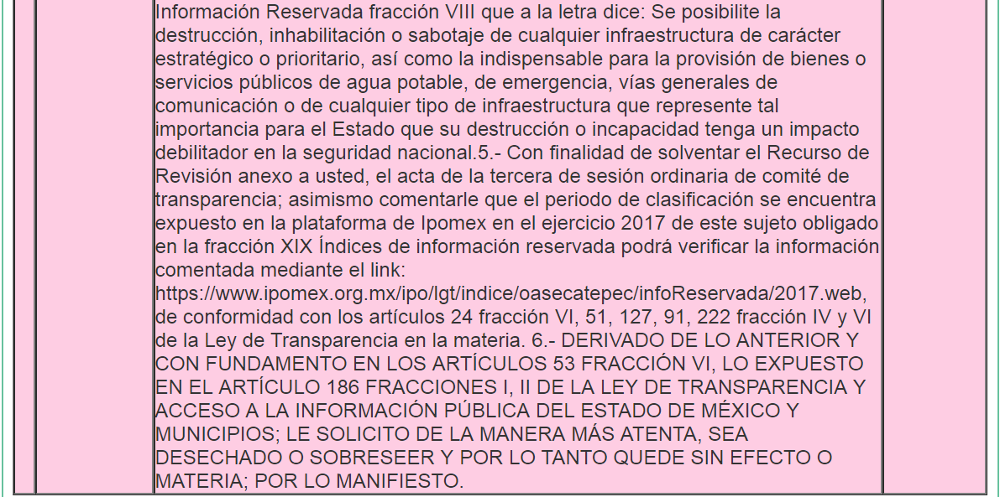 Información Reservada fracción VIII que a la letra dice: Se posibilite la
destrucción, inhabilitación o sabotaje de cualquier infraestructura de carácter
estratégico o prioritario, así como la indispensable para la provisión de bienes o
servicios públicos de agua potable, de emergencia, vías generales de
comunicación o de cualquier tipo de infraestructura que represente tal
importancia para el Estado que su destrucción o incapacidad tenga un impacto
debilitador en la seguridad nacional.5.- Con finalidad de solventar el Recurso de
Revisión anexo a usted, el acta de la tercera de sesión ordinaria de comité de
transparencia; asimismo comentarle que el periodo de clasificación se encuentra
expuesto en la plataforma de Ipomex en el ejercicio 2017 de este sujeto obligado
en la fracción XIX Índices de información reservada podrá verificar la información
comentada mediante el link:
https://www.ipomex.org.mx/ipo/lgt/indice/oasecatepec/infoReservada/2017.web,
de conformidad con los artículos 24 fracción VI, 51, 127, 91, 222 fracción IV y VI
de la Ley de Transparencia en la materia. 6.- DERIVADO DE LO ANTERIOR Y
CON FUNDAMENTO EN LOS ARTÍCULOS 53 FRACCIÓN VI, LO EXPUESTO
EN EL ARTÍCULO 186 FRACCIONES I, II DE LA LEY DE TRANSPARENCIA Y
ACCESO A LA INFORMACIÓN PÚBLICA DEL ESTADO DE MÉXICO Y
MUNICIPIOS; LE SOLICITO DE LA MANERA MÁS ATENTA, SEA
DESECHADO O SOBRESEER Y POR LO TANTO QUEDE SIN EFECTO O
MATERIA; POR LO MANIFIESTO.